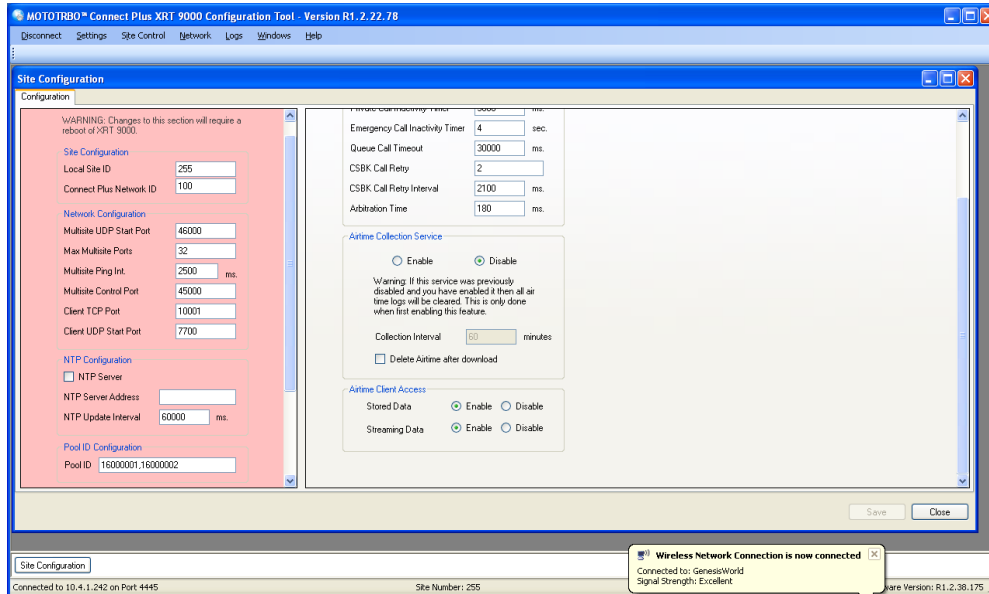 MOTOTRBO™ Connect Plus XRT 9000 Configuration Tool - Version R1.2.22.78
Disconnect Settings Site Control Network Logs Windows Help
Site Configuration
Configuration
WARNING: Changes to this section will require a
reboot of XRT 9000.
Site Configuration
Local Site ID 255
Connect Plus Network ID 100
Network Configuration
Multisite UDP Start Port 46000
Max Multisite Ports 32
Multisite Ping Int. 2500 ms.
Multisite Control Port 45000
Client TCP Port 10001
Client UDP Start Port 7700
NTP Configuration
NTP Server
NTP Server Address
NTP Update Interval 60000 ms.
Pool ID Configuration
Pool ID 16000001,16000002
Private Call Inactivity Timer ms.
Emergency Call Inactivity Timer 4 sec.
Queue Call Timeout 30000 ms.
CSBK Call Retry 2
CSBK Call Retry Interval 2100 ms.
Arbitration Time 180 ms.
Airtime Collection Service
Enable Disable
Warning: If this service was previously
disabled and you have enabled it then all air
time logs will be cleared. This is only done
when first enabling this feature.
Collection Interval 60 minutes
Delete Airtime after download
Airtime Client Access
Stored Data Enable Disable
Streaming Data Enable Disable
Save Close
Site Configuration
Wireless Network Connection is now connected
Connected to: GenesisWorld
Signal Strength: Excellent
Connected to 10.4.1.242 on Port 4445 Site Number: 255 ware Version: R1.2.38.175